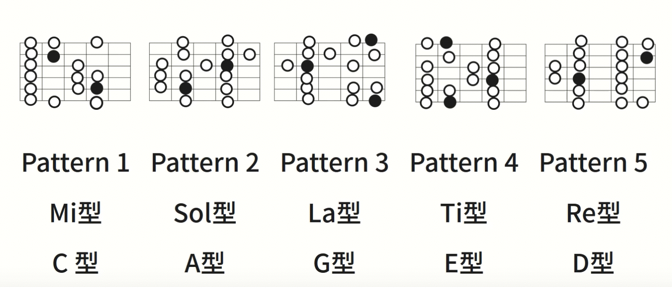 Pattern 1 Pattern 2 Pattern 3 Pattern 4 Pattern 5
Mi型 Sol型 La型 Ti型 Re型
C 型 A型 G型 E型 D型